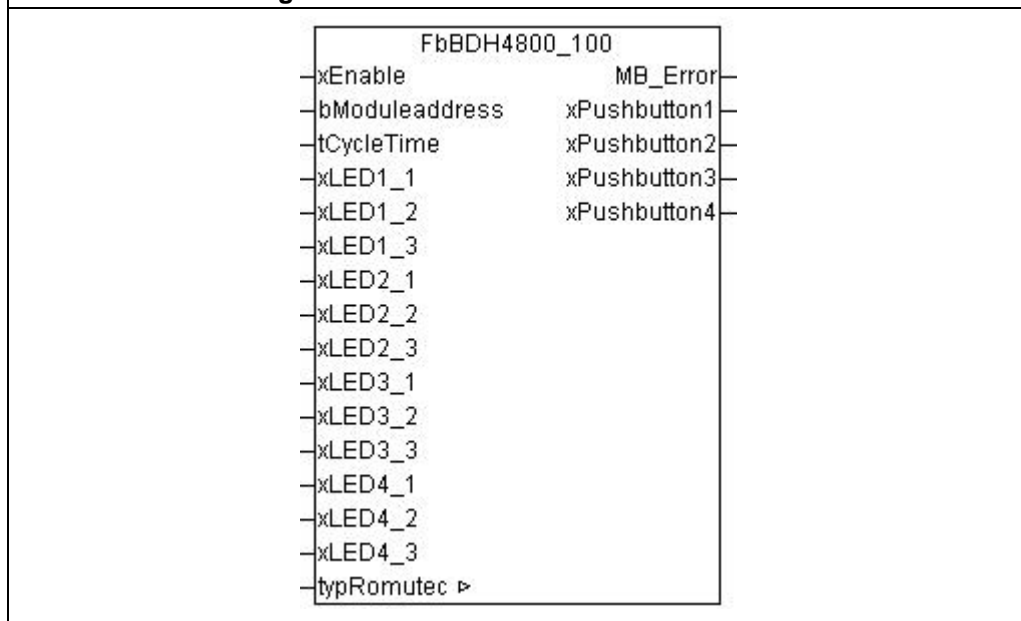 FbBDH4800_100
xEnable MB_Error
bModuleaddress xPushbutton1
tCycleTime xPushbutton2
xLED1_1 xPushbutton3
xLED1_2 xPushbutton4
xLED1_3
xLED2_1
xLED2_2
xLED2_3
xLED3_1
xLED3_2
xLED3_3
xLED4_1
xLED4_2
xLED4_3
typRomutec ▹